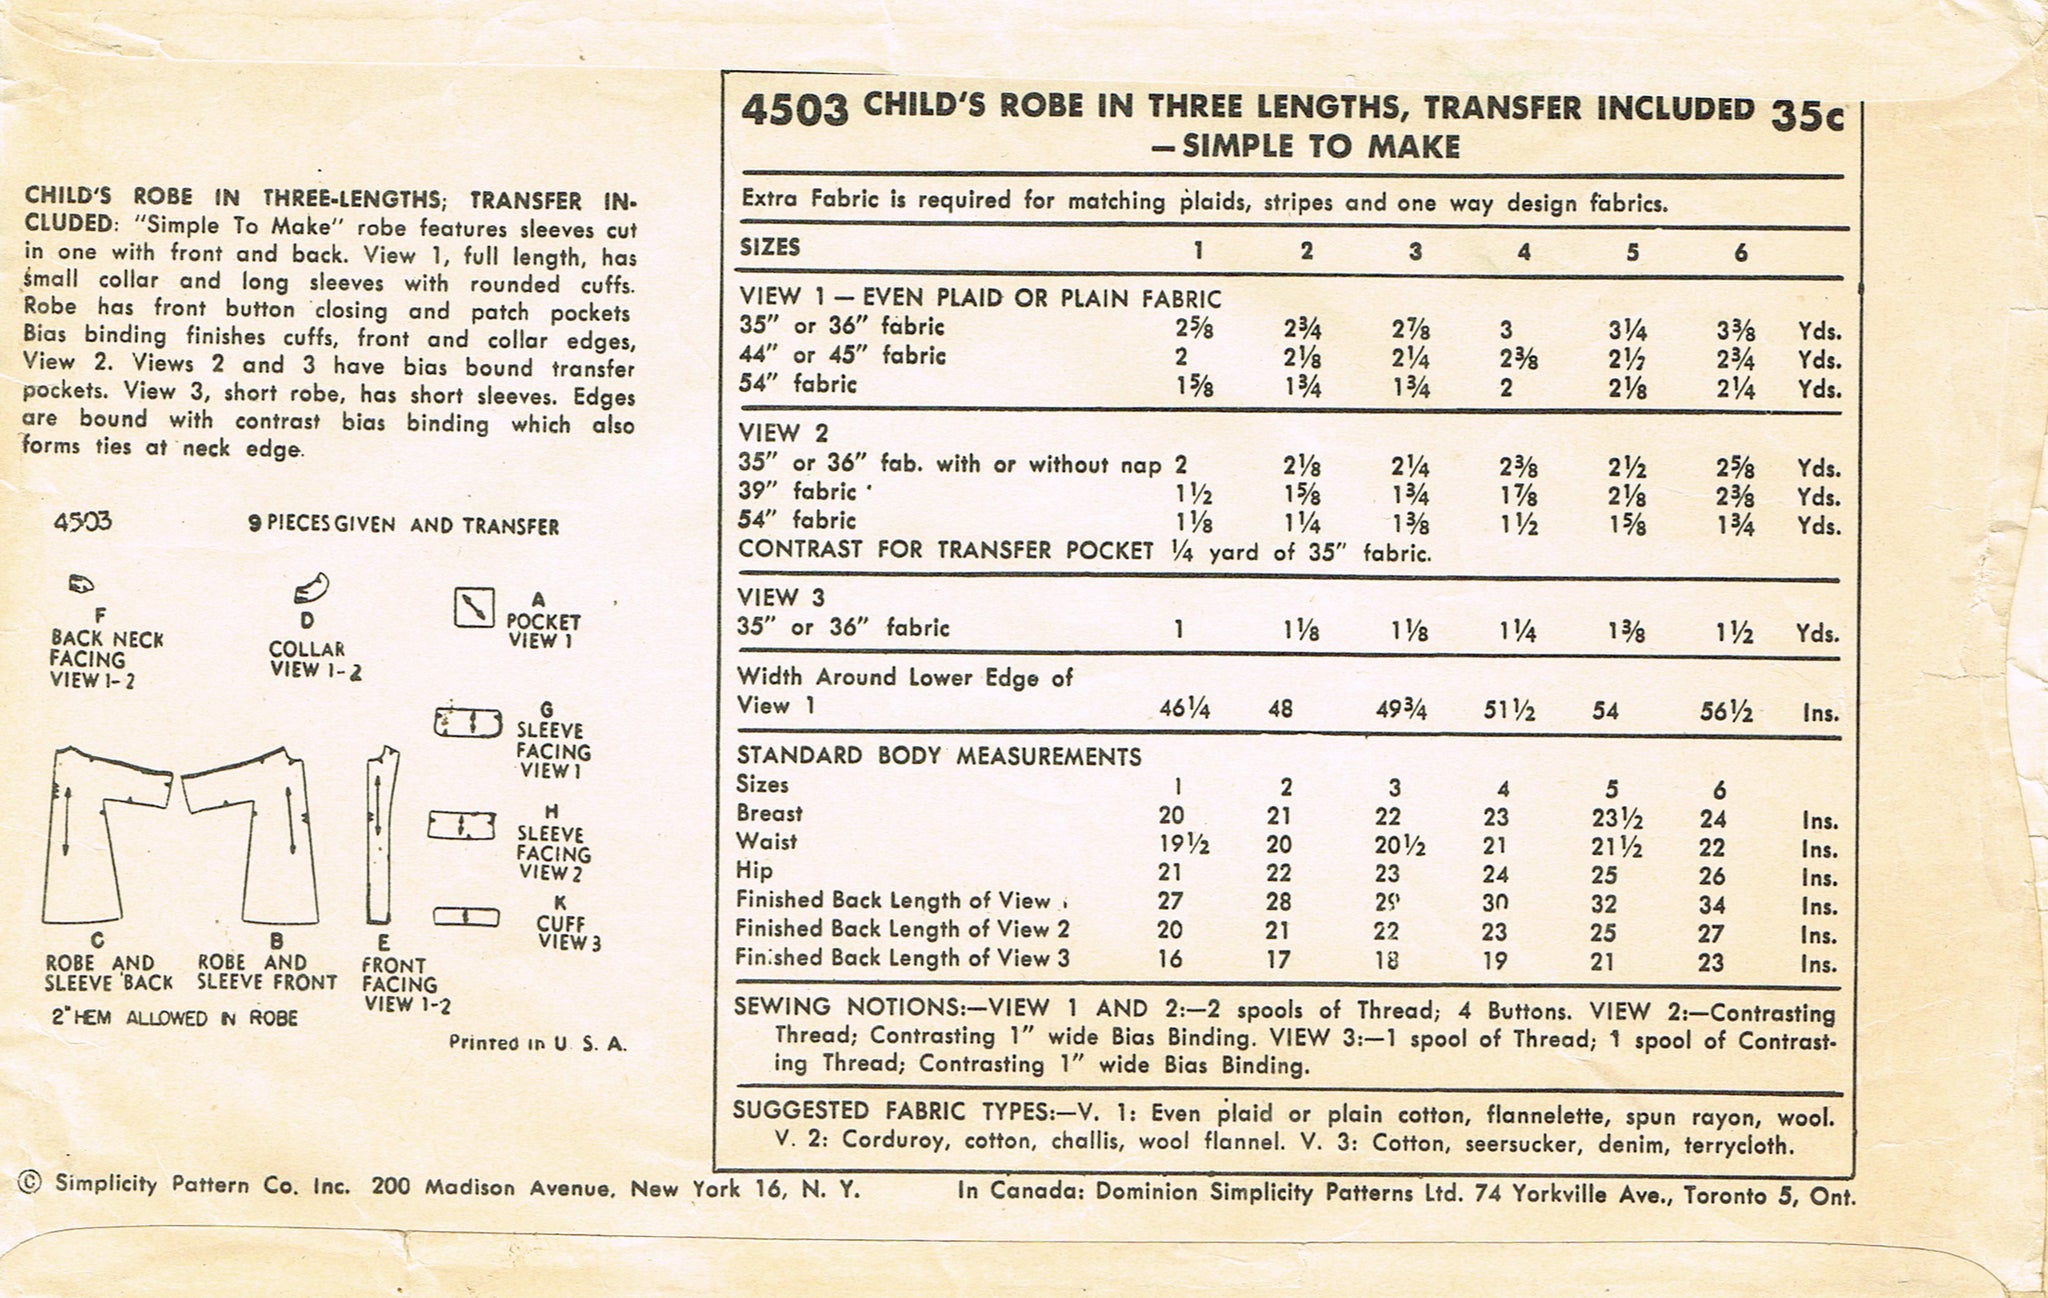 CHILD'S ROBE IN THREE-LENGTHS; TRANSFER IN-
CLUDED: "Simple To Make" robe features sleeves cut
in one with front and back. View 1, full length, has
small collar and long sleeves with rounded cuffs.
Robe has front button closing and patch pockets
Bias binding finishes cuffs, front and collar edges,
View 2. Views 2 and 3 have bias bound transfer
pockets. View 3, short robe, has short sleeves. Edges
are bound with contrast bias binding which also
forms ties at neck edge.
4503 9 PIECES GIVEN AND TRANSFER
F
BACK NECK
FACING
VIEW 1-2
D
COLLAR
VIEW 1-2
A
POCKET
VIEW 1
G
SLEEVE
FACING
VIEW 1
H
SLEEVE
FACING
VIEW 2
K
CUFF
VIEW 3
C
ROBE AND
SLEEVE BACK
B
ROBE AND
SLEEVE FRONT
E
FRONT
FACING
VIEW 1-2
2" HEM ALLOWED IN ROBE
Printed in U. S. A.
4503 CHILD'S ROBE IN THREE LENGTHS, TRANSFER INCLUDED 35c
—SIMPLE TO MAKE
Extra Fabric is required for matching plaids, stripes and one way design fabrics.
SIZES 1 2 3 4 5 6
VIEW 1 — EVEN PLAID OR PLAIN FABRIC
35" or 36" fabric 2⅝ 2¾ 2⅞ 3 3¼ 3⅜ Yds.
44" or 45" fabric 2 2⅛ 2¼ 2⅜ 2½ 2¾ Yds.
54" fabric 1⅝ 1¾ 1¾ 2 2⅛ 2¼ Yds.
VIEW 2
35" or 36" fab. with or without nap 2 2⅛ 2¼ 2⅜ 2½ 2⅝ Yds.
39" fabric 1½ 1⅝ 1¾ 1⅞ 2⅛ 2⅜ Yds.
54" fabric 1⅛ 1¼ 1⅜ 1½ 1⅝ 1¾ Yds.
CONTRAST FOR TRANSFER POCKET ¼ yard of 35" fabric.
VIEW 3
35" or 36" fabric 1 1⅛ 1⅛ 1¼ 1⅜ 1½ Yds.
Width Around Lower Edge of
View 1 46¼ 48 49¾ 51½ 54 56½ Ins.
STANDARD BODY MEASUREMENTS
Sizes 1 2 3 4 5 6
Breast 20 21 22 23 23½ 24 Ins.
Waist 19½ 20 20½ 21 21½ 22 Ins.
Hip 21 22 23 24 25 26 Ins.
Finished Back Length of View 1 27 28 29 30 32 34 Ins.
Finished Back Length of View 2 20 21 22 23 25 27 Ins.
Finished Back Length of View 3 16 17 18 19 21 23 Ins.
SEWING NOTIONS:—VIEW 1 AND 2:—2 spools of Thread; 4 Buttons. VIEW 2:—Contrasting
Thread; Contrasting 1" wide Bias Binding. VIEW 3:—1 spool of Thread; 1 spool of Contrast-
ing Thread; Contrasting 1" wide Bias Binding.
SUGGESTED FABRIC TYPES:—V. 1: Even plaid or plain cotton, flannelette, spun rayon, wool.
V. 2: Corduroy, cotton, challis, wool flannel. V. 3: Cotton, seersucker, denim, terrycloth.
© Simplicity Pattern Co. Inc. 200 Madison Avenue, New York 16, N. Y. In Canada: Dominion Simplicity Patterns Ltd. 74 Yorkville Ave., Toronto 5, Ont.